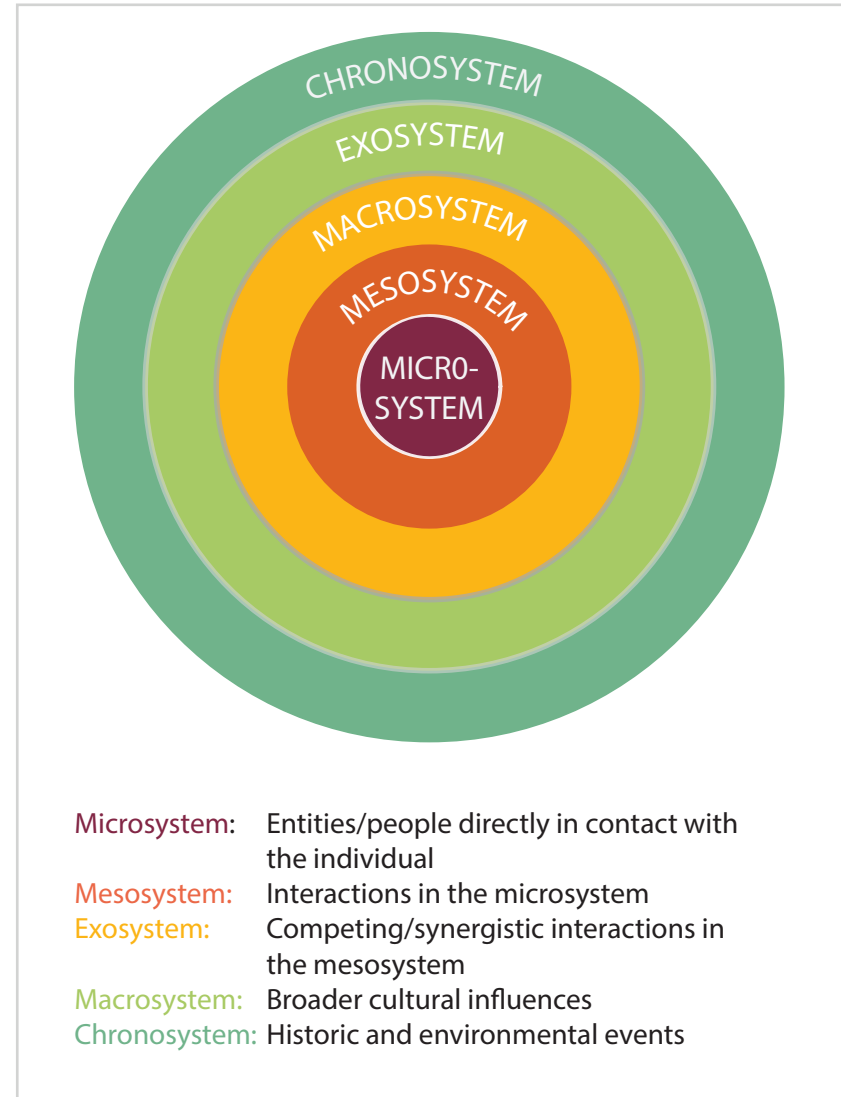 CHRONOSYSTEM
EXOSYSTEM
MACROSYSTEM
MESOSYSTEM
MICR0-
SYSTEM
Microsystem: Entities/people directly in contact with
the individual
Mesosystem: Interactions in the microsystem
Exosystem: Competing/synergistic interactions in
the mesosystem
Macrosystem: Broader cultural influences
Chronosystem: Historic and environmental events